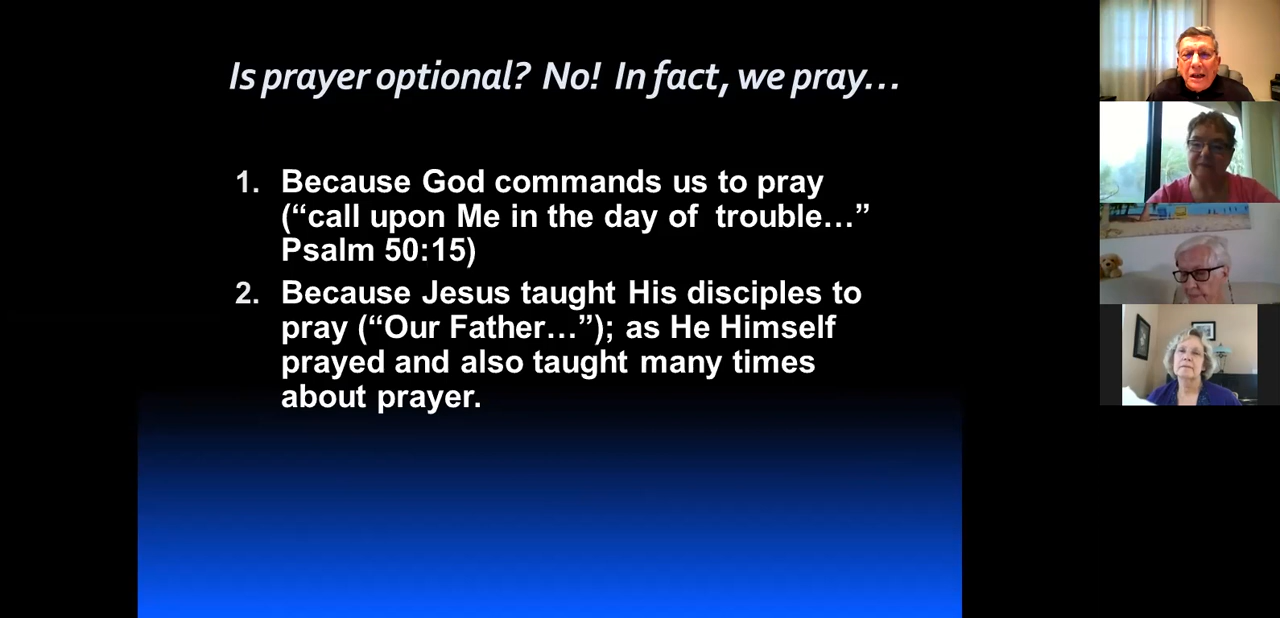 Is prayer optional? No! In fact, we pray…
1. Because God commands us to pray
(“call upon Me in the day of trouble…”
Psalm 50:15)
2. Because Jesus taught His disciples to
pray (“Our Father…”); as He Himself
prayed and also taught many times
about prayer.